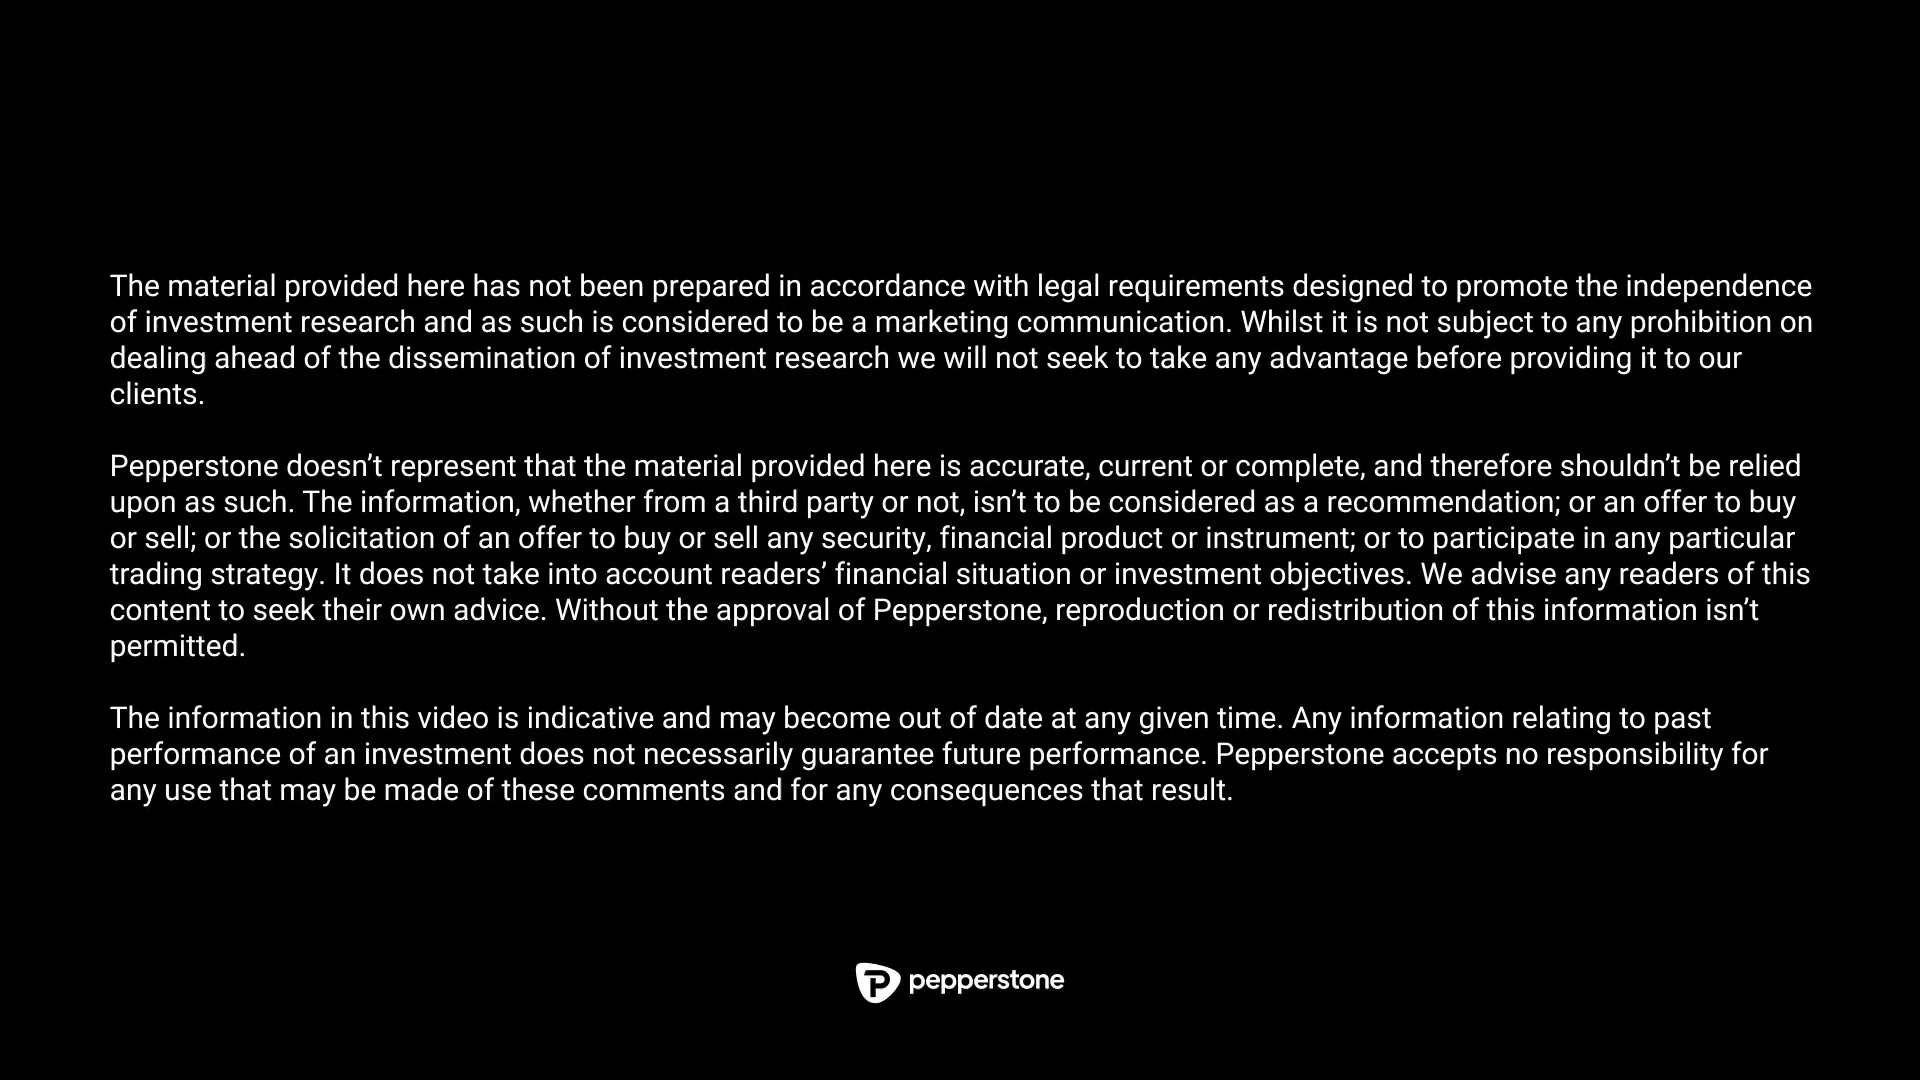 The material provided here has not been prepared in accordance with legal requirements designed to promote the independence
of investment research and as such is considered to be a marketing communication. Whilst it is not subject to any prohibition on
dealing ahead of the dissemination of investment research we will not seek to take any advantage before providing it to our
clients.
Pepperstone doesn’t represent that the material provided here is accurate, current or complete, and therefore shouldn’t be relied
upon as such. The information, whether from a third party or not, isn’t to be considered as a recommendation; or an offer to buy
or sell; or the solicitation of an offer to buy or sell any security, financial product or instrument; or to participate in any particular
trading strategy. It does not take into account readers’ financial situation or investment objectives. We advise any readers of this
content to seek their own advice. Without the approval of Pepperstone, reproduction or redistribution of this information isn’t
permitted.
The information in this video is indicative and may become out of date at any given time. Any information relating to past
performance of an investment does not necessarily guarantee future performance. Pepperstone accepts no responsibility for
any use that may be made of these comments and for any consequences that result.
pepperstone